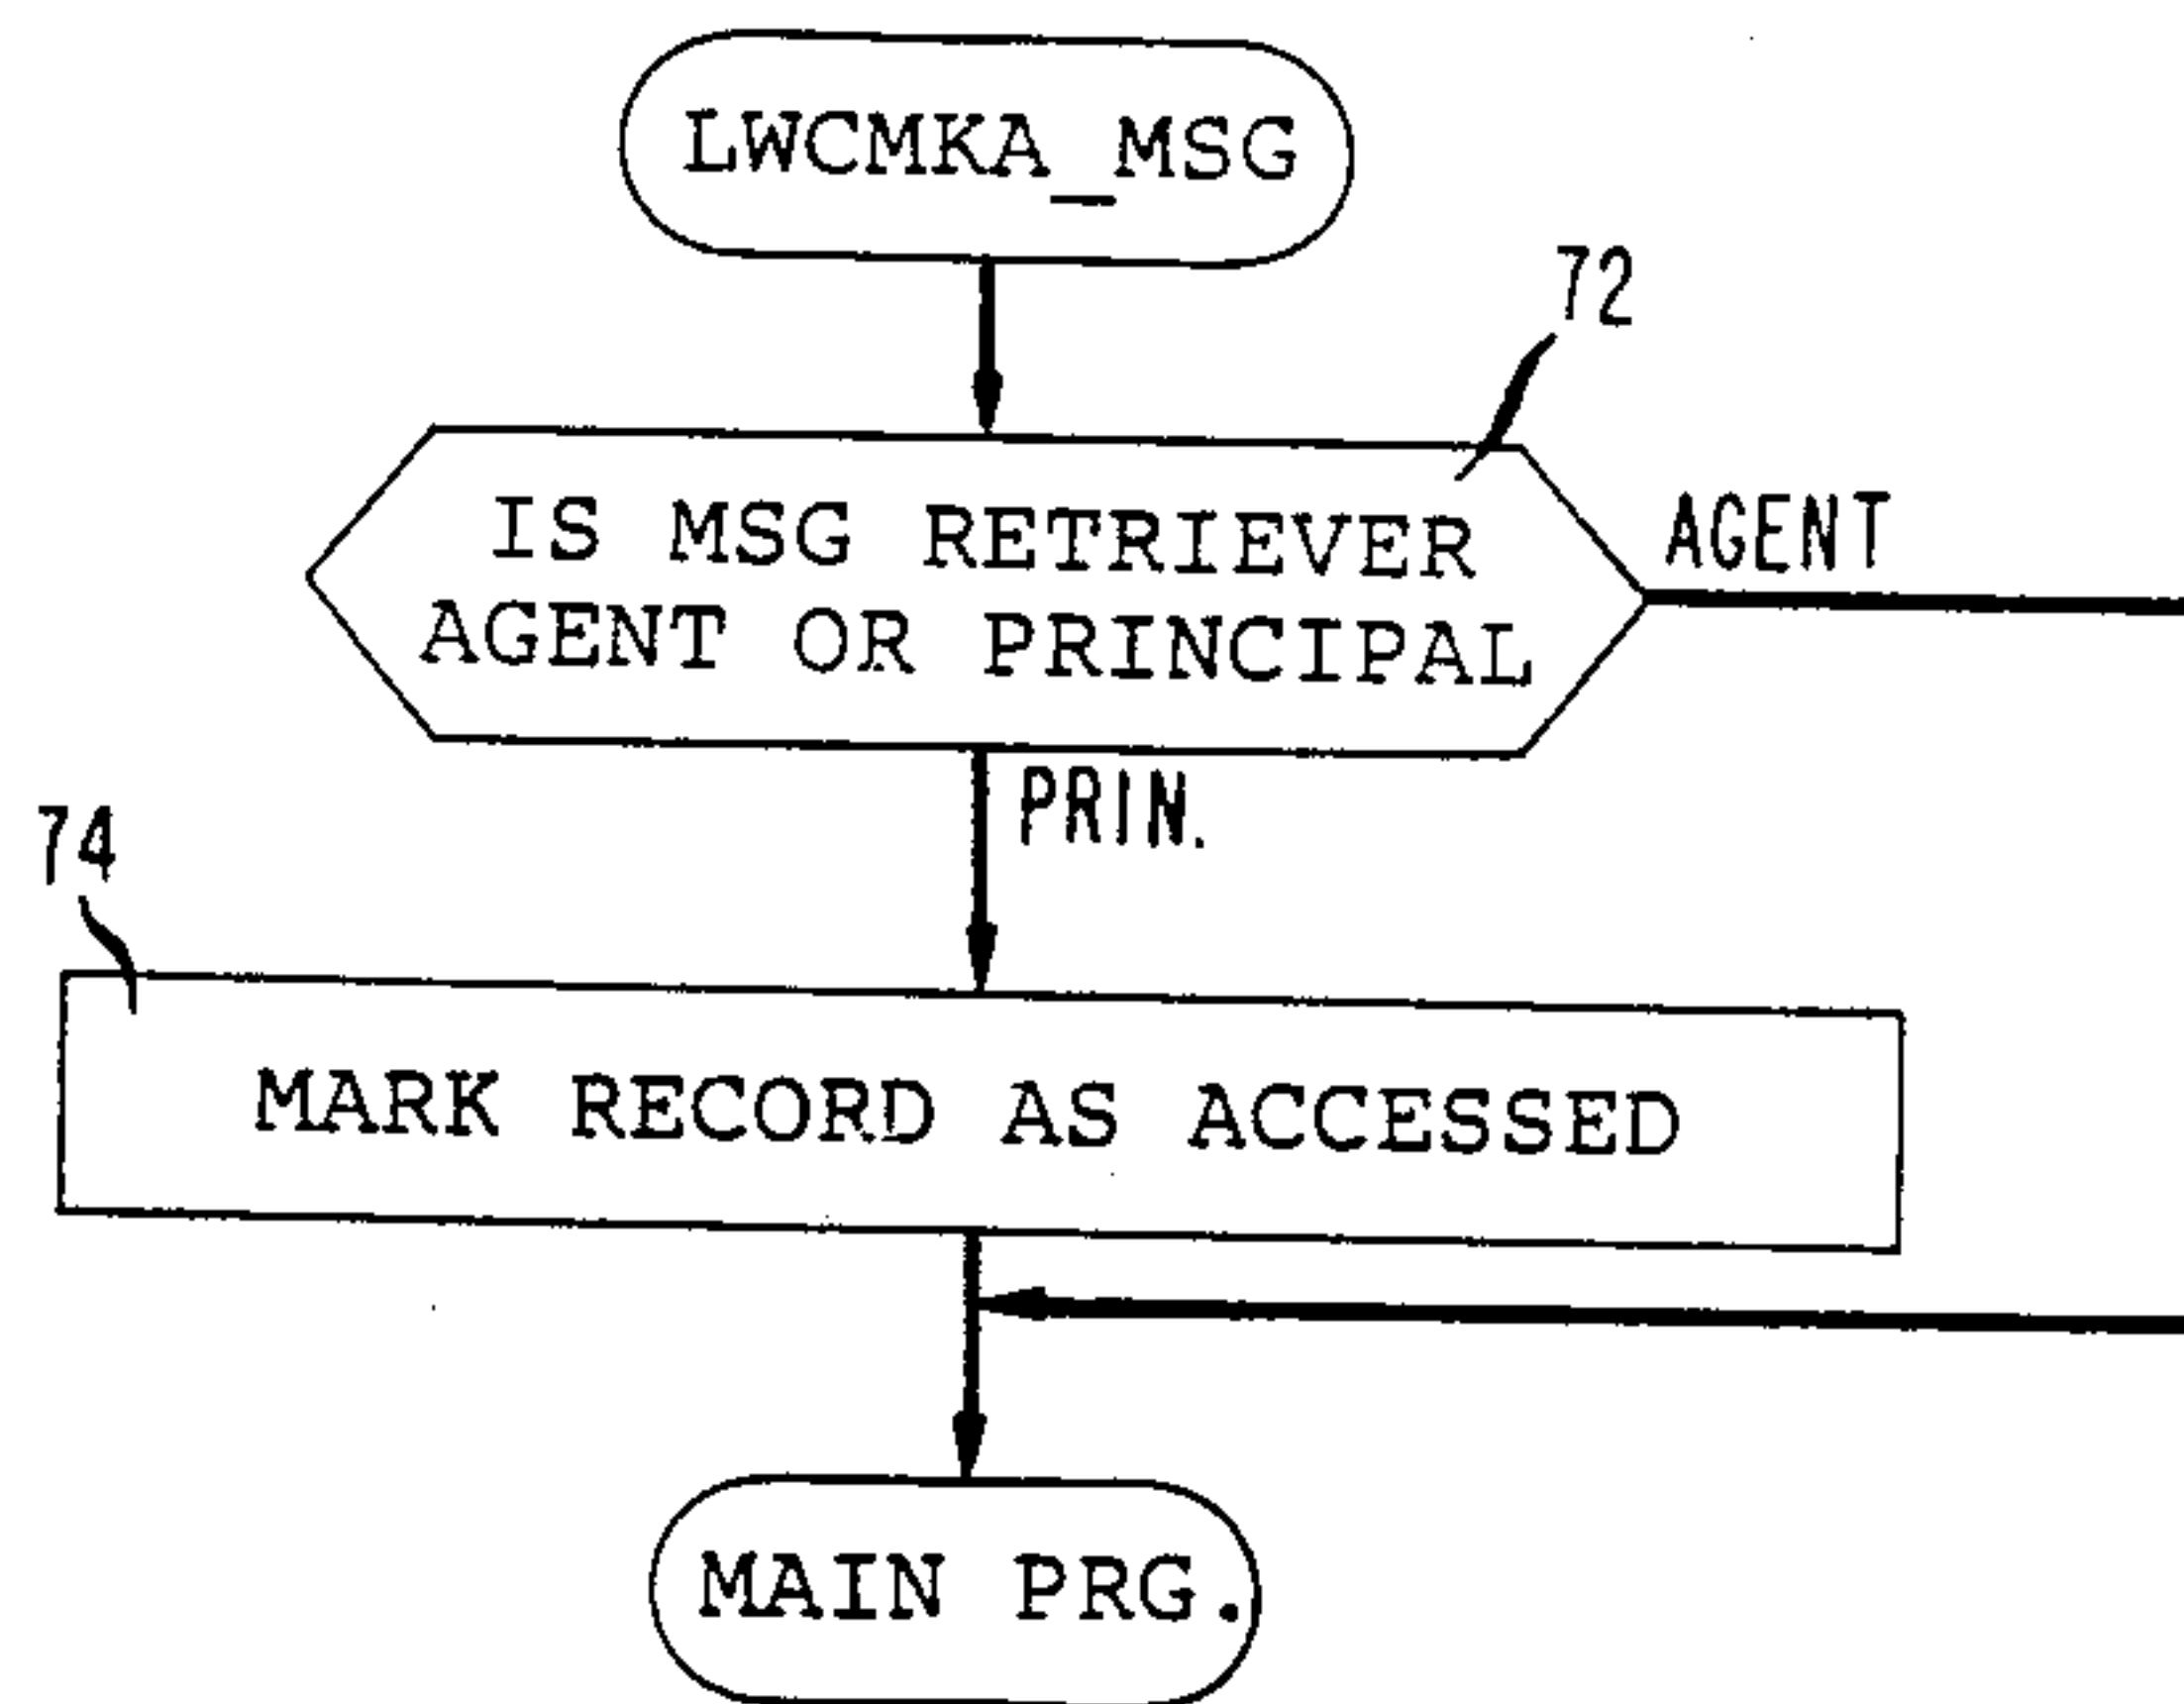 LWCMKA_MSG
72
IS MSG RETRIEVER
AGENT OR PRINCIPAL
AGENT
PRIN.
74
MARK RECORD AS ACCESSED
MAIN PRG.